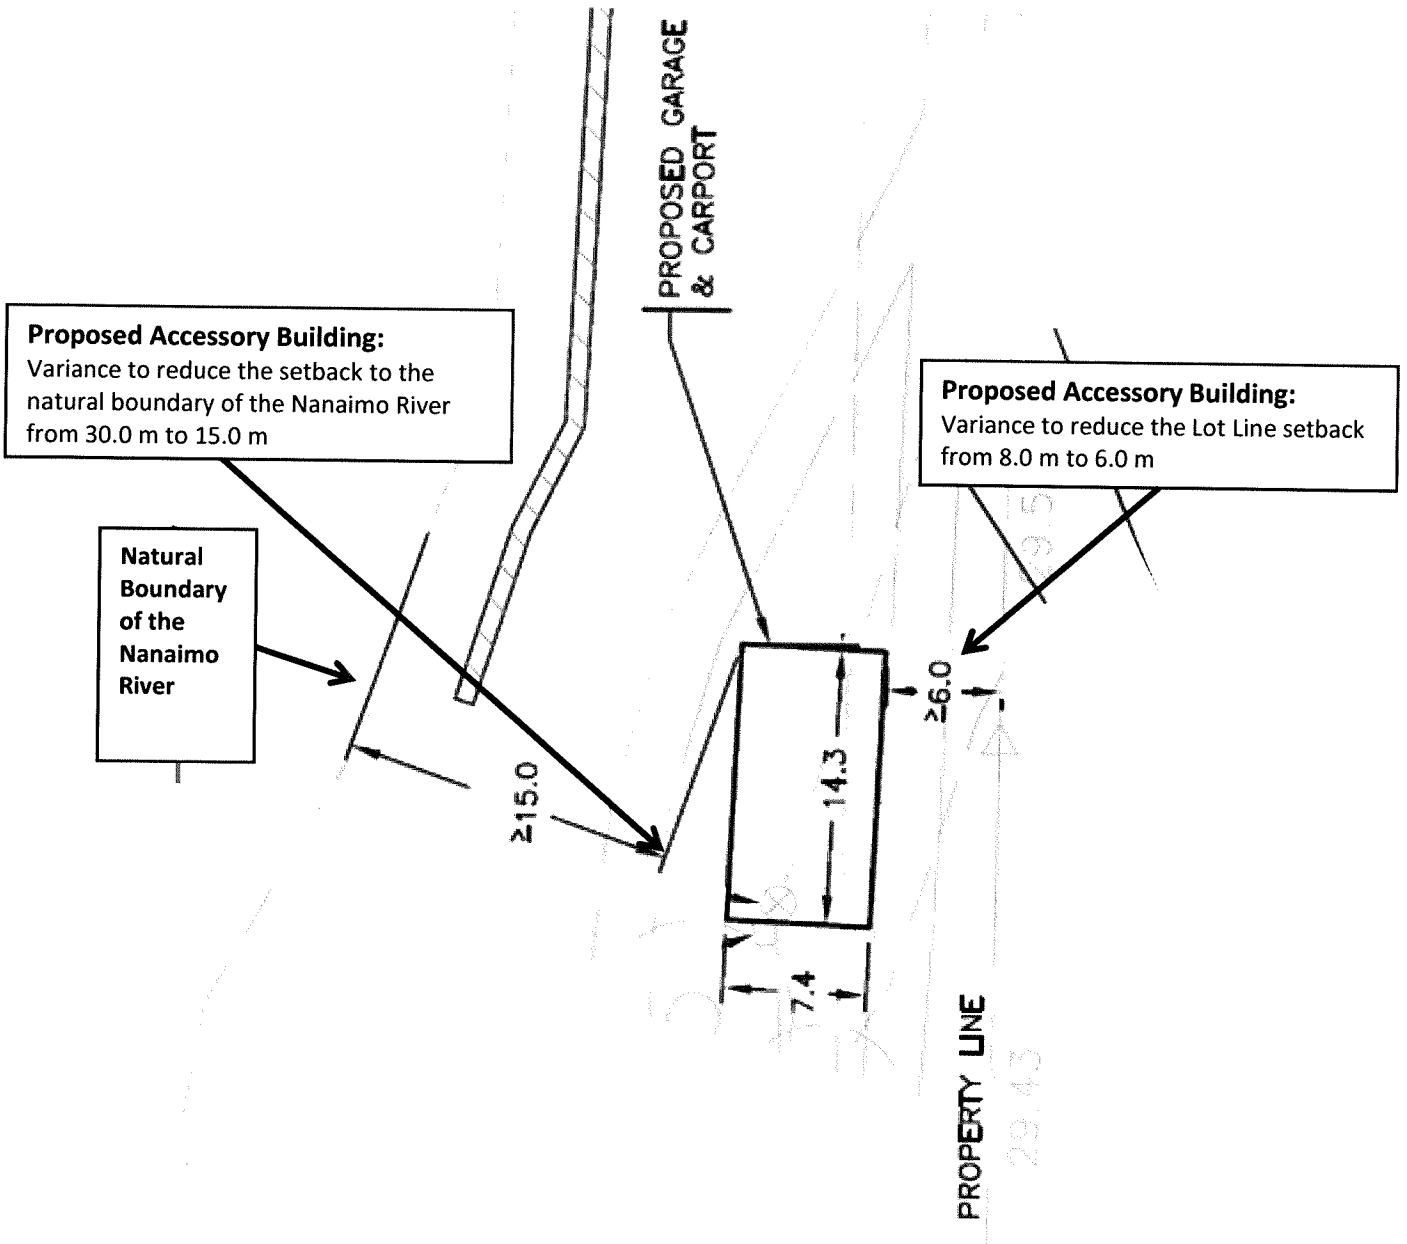 PROPOSED GARAGE
& CARPORT
Proposed Accessory Building:
Variance to reduce the setback to the
natural boundary of the Nanaimo River
from 30.0 m to 15.0 m
Proposed Accessory Building:
Variance to reduce the Lot Line setback
from 8.0 m to 6.0 m
Natural
Boundary
of the
Nanaimo
River
≥6.0
≥15.0
14.3
7.4
PROPERTY LINE
29.43